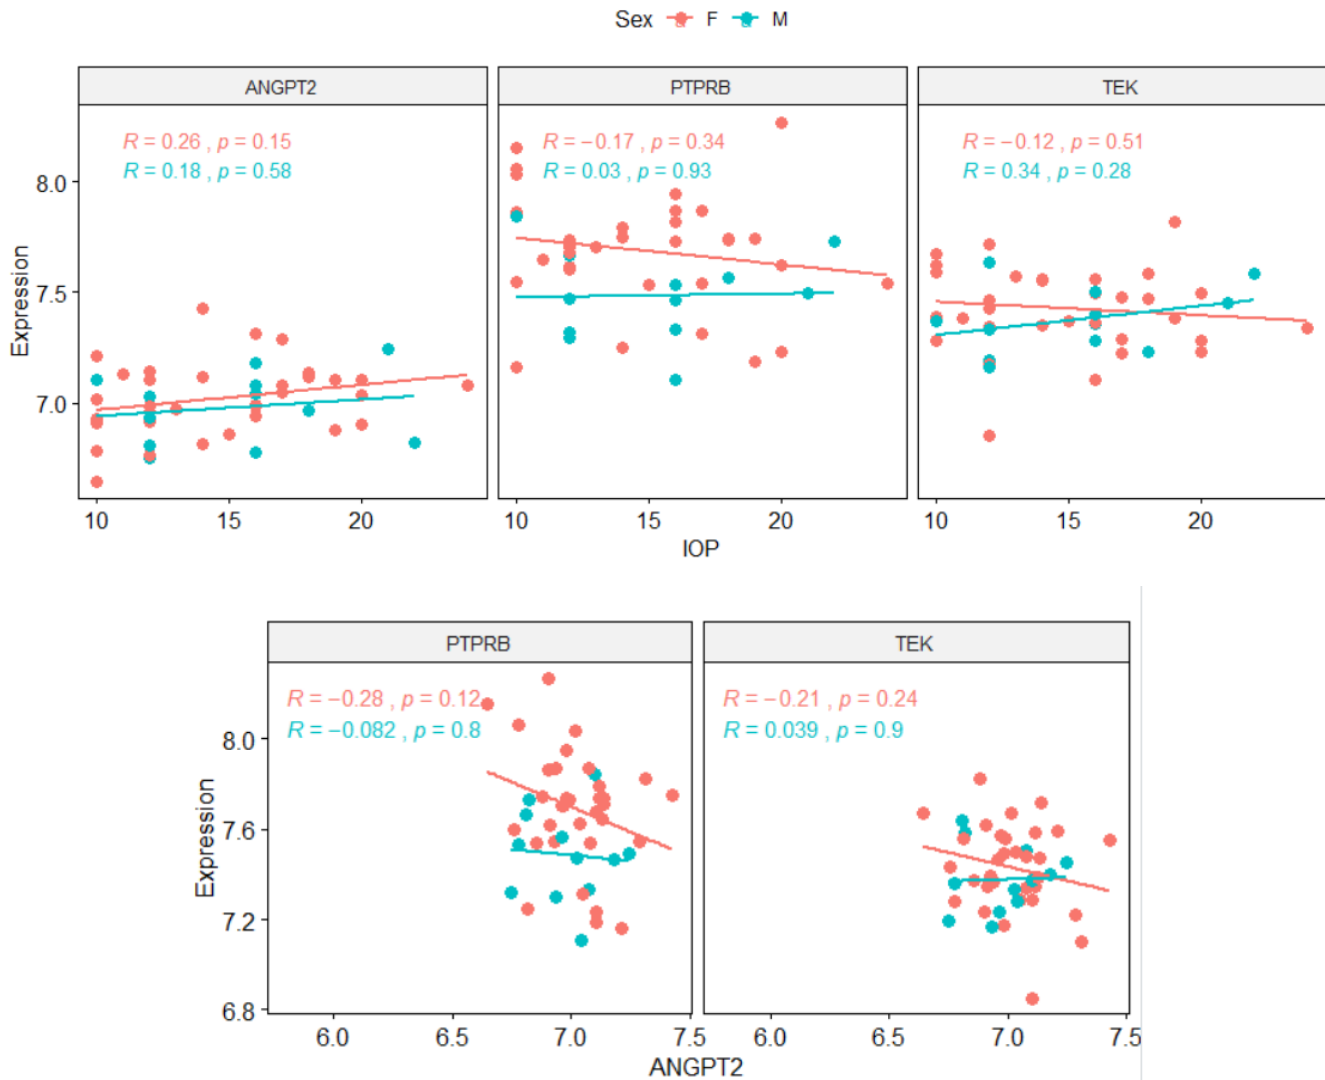 Sex F M
ANGPT2 PTPRB TEK
R = 0.26 , p = 0.15 R = −0.17 , p = 0.34 R = −0.12 , p = 0.51
R = 0.18 , p = 0.58 R = 0.03 , p = 0.93 R = 0.34 , p = 0.28
8.0
7.5
7.0
Expression
10 15 20 10 15 20 10 15 20
IOP
PTPRB TEK
R = −0.28 , p = 0.12 R = −0.21 , p = 0.24
R = −0.082 , p = 0.8 R = 0.039 , p = 0.9
8.0
7.6
7.2
6.8
Expression
6.0 6.5 7.0 7.5 6.0 6.5 7.0 7.5
ANGPT2